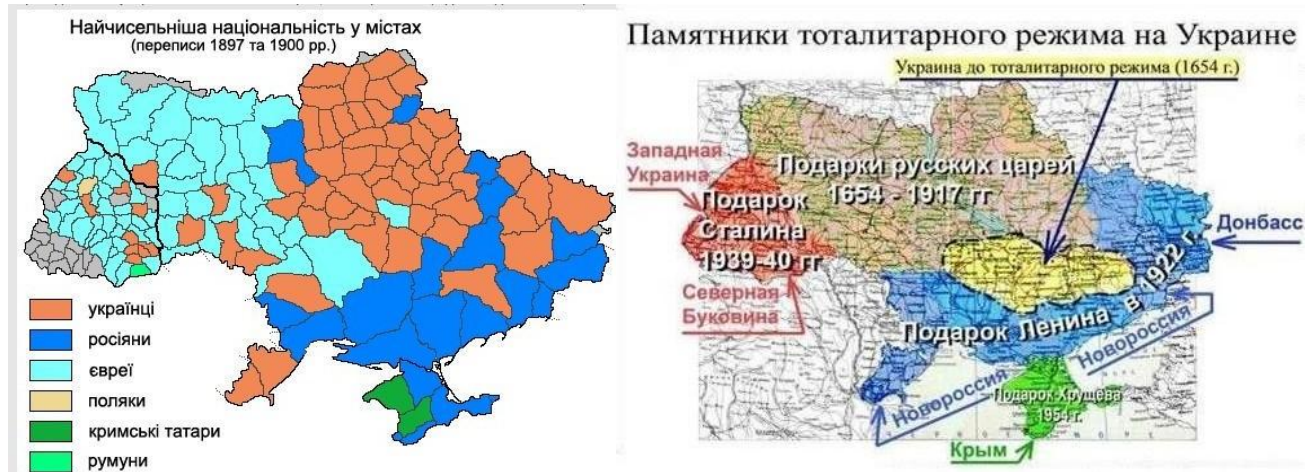 Найчисельніша національність у містах
(переписи 1897 та 1900 рр.)
українці
росіяни
євреї
поляки
кримські татари
румуни
Памятники тоталитарного режима на Украине
Украина до тоталитарного режима (1654 г.)
Западная
Украина
Подарки русских царей
1654 - 1917 гг
Подарок
Сталина
1939-40 гг
Донбасс
Северная
Буковина
Подарок Ленина в 1922 г.
Новороссия
Новороссия
Подарок Хрущева
1954 г.
Крым